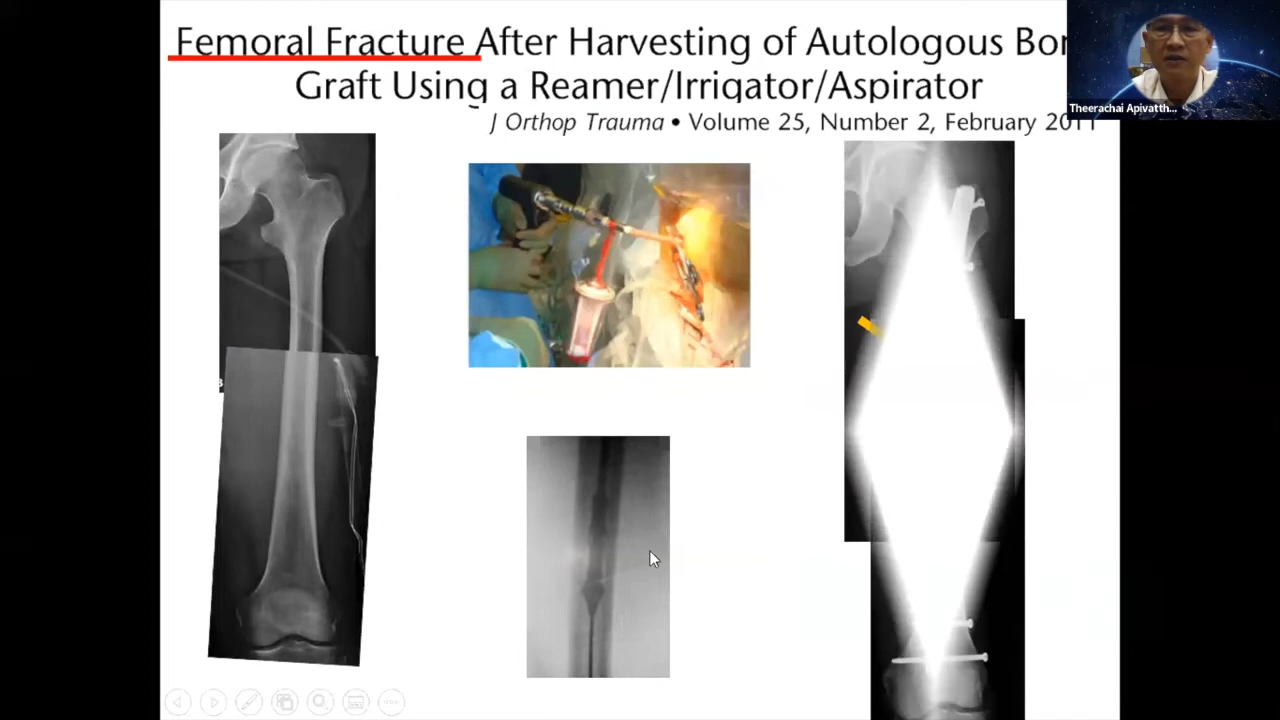 Femoral Fracture After Harvesting of Autologous
Graft Using a Reamer/Irrigator/Aspirator
J Orthop Trauma • Volume 25, Number 2, February 2011
Theerachai Apivatth...